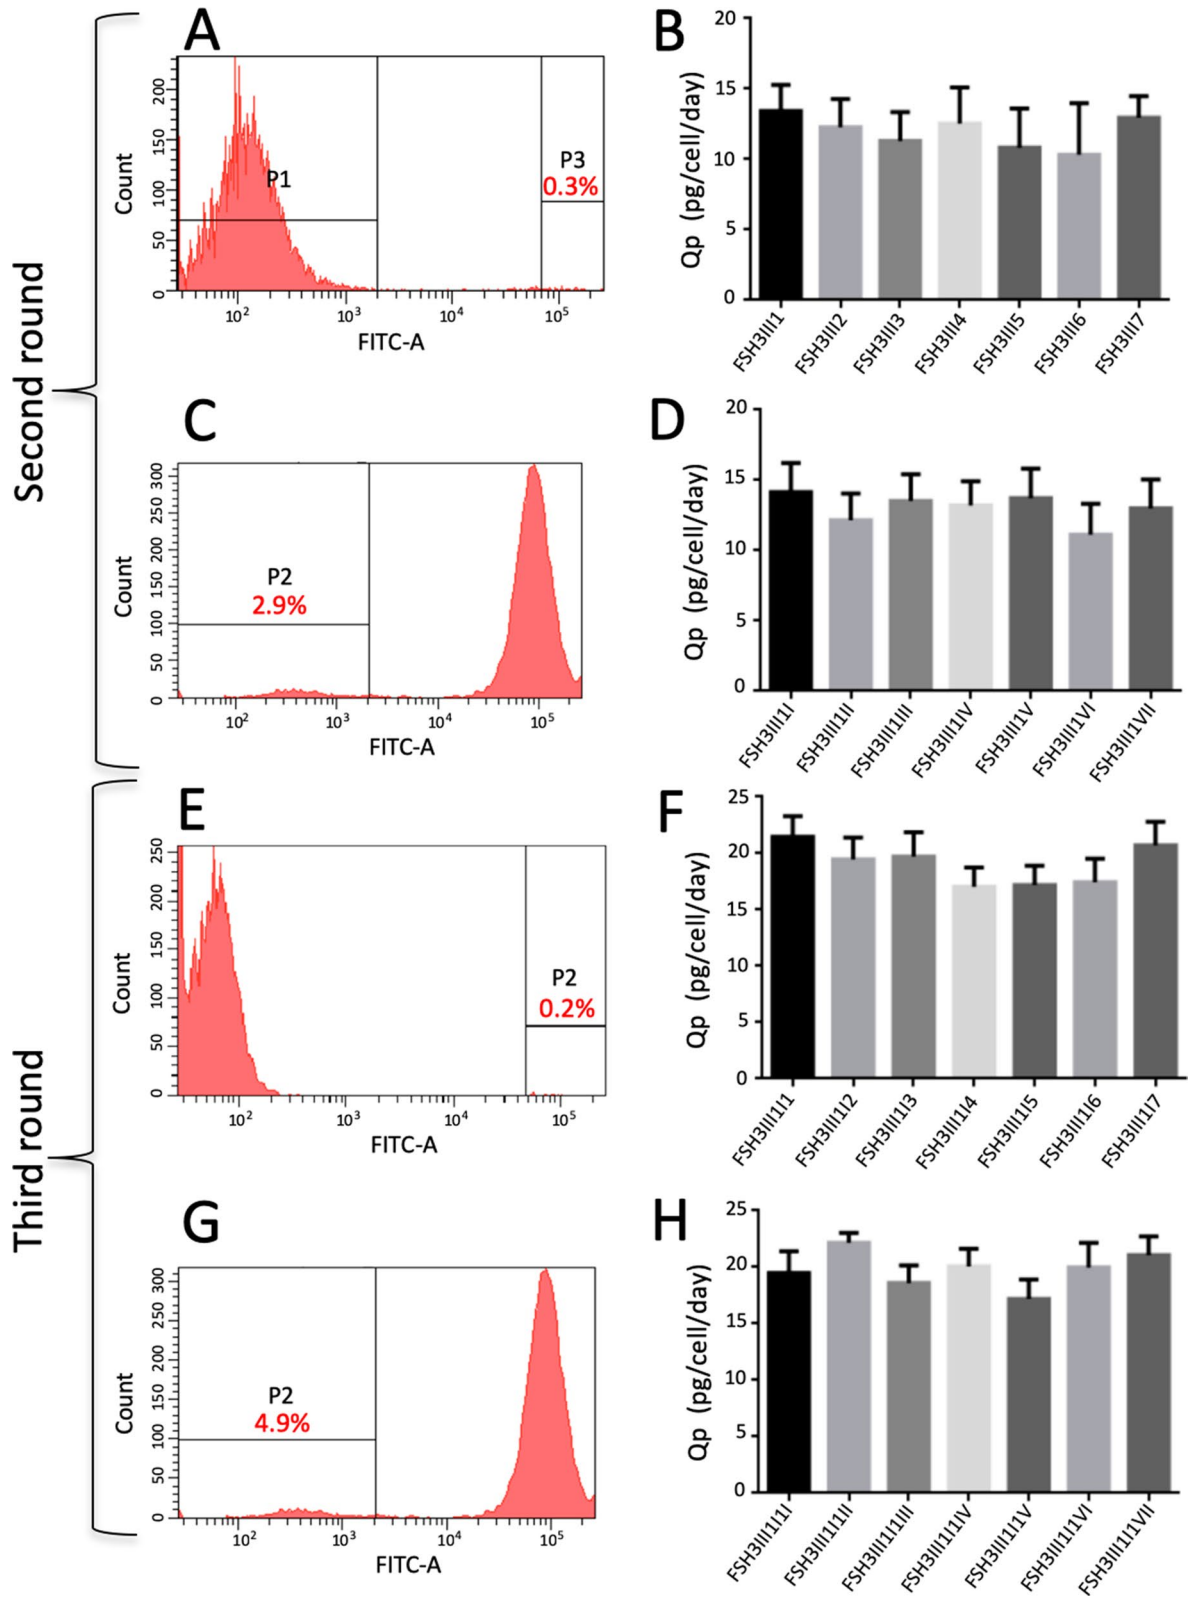 Second round
A
200
150
100
50
0
Count
P1
P3
0.3%
10²
10³
10⁴
10⁵
FITC-A
B
20
15
10
5
0
Qp (pg/cell/day)
FSH3III1
FSH3III2
FSH3III3
FSH3III4
FSH3III5
FSH3III6
FSH3III7
C
300
250
200
150
100
50
0
Count
P2
2.9%
10²
10³
10⁴
10⁵
FITC-A
D
20
15
10
5
0
Qp (pg/cell/day)
FSH3III1I
FSH3III1II
FSH3III1III
FSH3III1IV
FSH3III1V
FSH3III1VI
FSH3III1VII
Third round
E
250
200
150
100
50
0
Count
P2
0.2%
10²
10³
10⁴
10⁵
FITC-A
F
25
20
15
10
5
0
Qp (pg/cell/day)
FSH3III1I1
FSH3III1I2
FSH3III1I3
FSH3III1I4
FSH3III1I5
FSH3III1I6
FSH3III1I7
G
300
250
200
150
100
50
0
Count
P2
4.9%
10²
10³
10⁴
10⁵
FITC-A
H
25
20
15
10
5
0
Qp (pg/cell/day)
FSH3III1I1I
FSH3III1I1II
FSH3III1I1III
FSH3III1I1IV
FSH3III1I1V
FSH3III1I1VI
FSH3III1I1VII